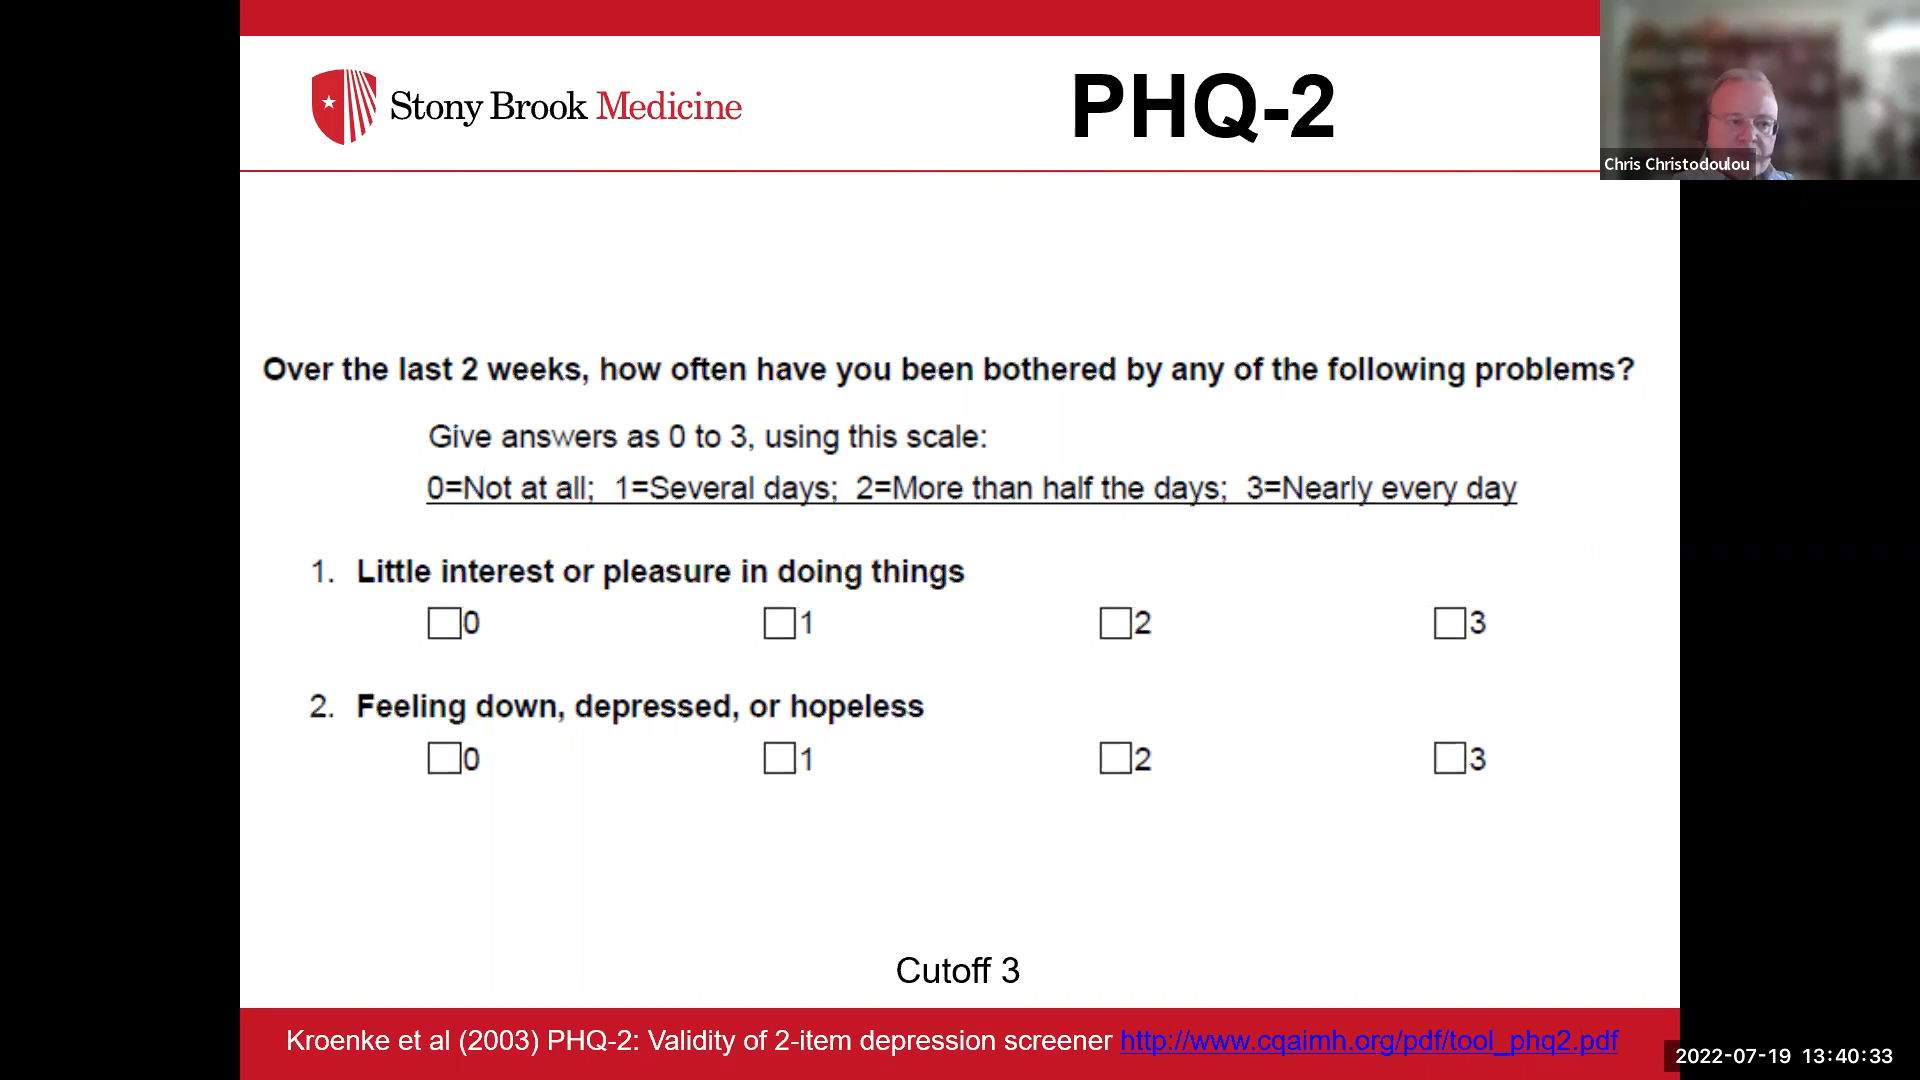 Stony Brook Medicine
PHQ-2
Chris Christodoulou
Over the last 2 weeks, how often have you been bothered by any of the following problems?
Give answers as 0 to 3, using this scale:
0=Not at all;  1=Several days;  2=More than half the days;  3=Nearly every day
1. Little interest or pleasure in doing things
0 1 2 3
2. Feeling down, depressed, or hopeless
0 1 2 3
Cutoff 3
Kroenke et al (2003) PHQ-2: Validity of 2-item depression screener http://www.cqaimh.org/pdf/tool_phq2.pdf
2022-07-19 13:40:33